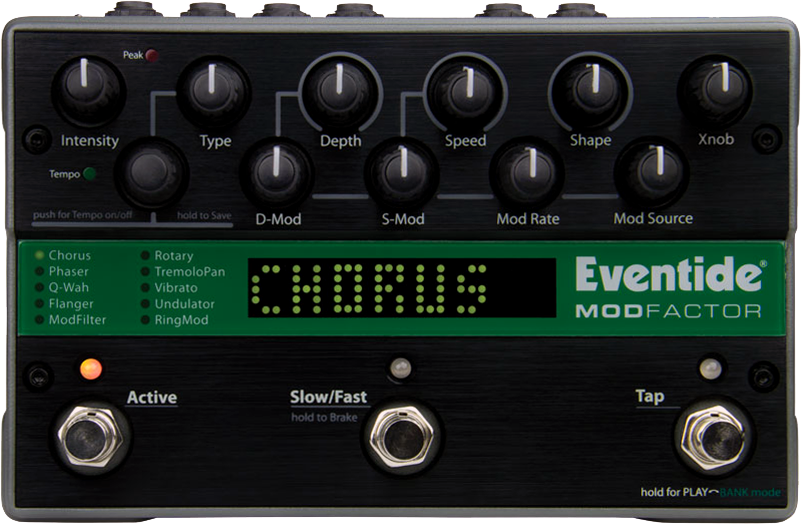 Peak
Intensity Type Depth Speed Shape Xnob
Tempo
push for Tempo on/off hold to Save
D-Mod S-Mod Mod Rate Mod Source
Chorus Rotary
Phaser TremoloPan
Q-Wah Vibrato
Flanger Undulator
ModFilter RingMod
CHORUS
Eventide®
MODFACTOR
Active Slow/Fast Tap
hold to Brake
hold for PLAY BANK mode